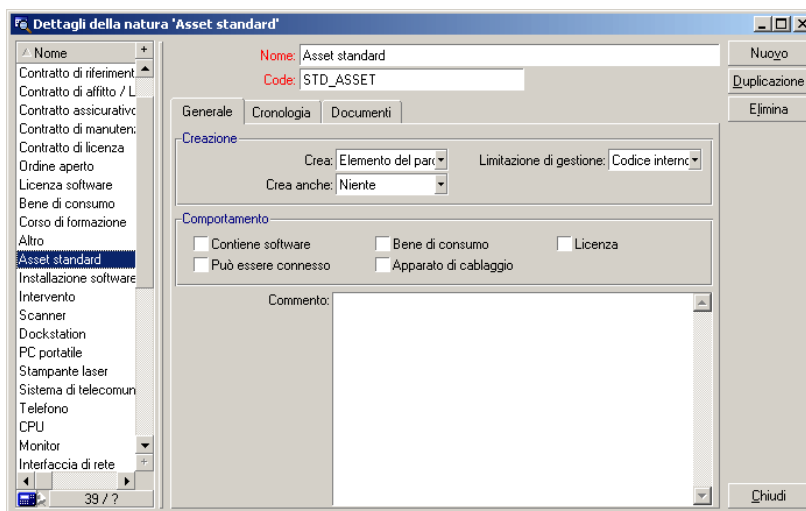 Dettagli della natura 'Asset standard'
Nome
Contratto di riferiment
Contratto di affitto / L
Contratto assicurativo
Contratto di manuten:
Contratto di licenza
Ordine aperto
Licenza software
Bene di consumo
Corso di formazione
Altro
Asset standard
Installazione software
Intervento
Scanner
Dockstation
PC portatile
Stampante laser
Sistema di telecomun
Telefono
CPU
Monitor
Interfaccia di rete
39 / ?
Nome: Asset standard
Code: STD_ASSET
Generale Cronologia Documenti
Creazione
Crea: Elemento del parc Limitazione di gestione: Codice interno
Crea anche: Niente
Comportamento
Contiene software Bene di consumo Licenza
Può essere connesso Apparato di cablaggio
Commento:
Nuovo
Duplicazione
Elimina
Chiudi